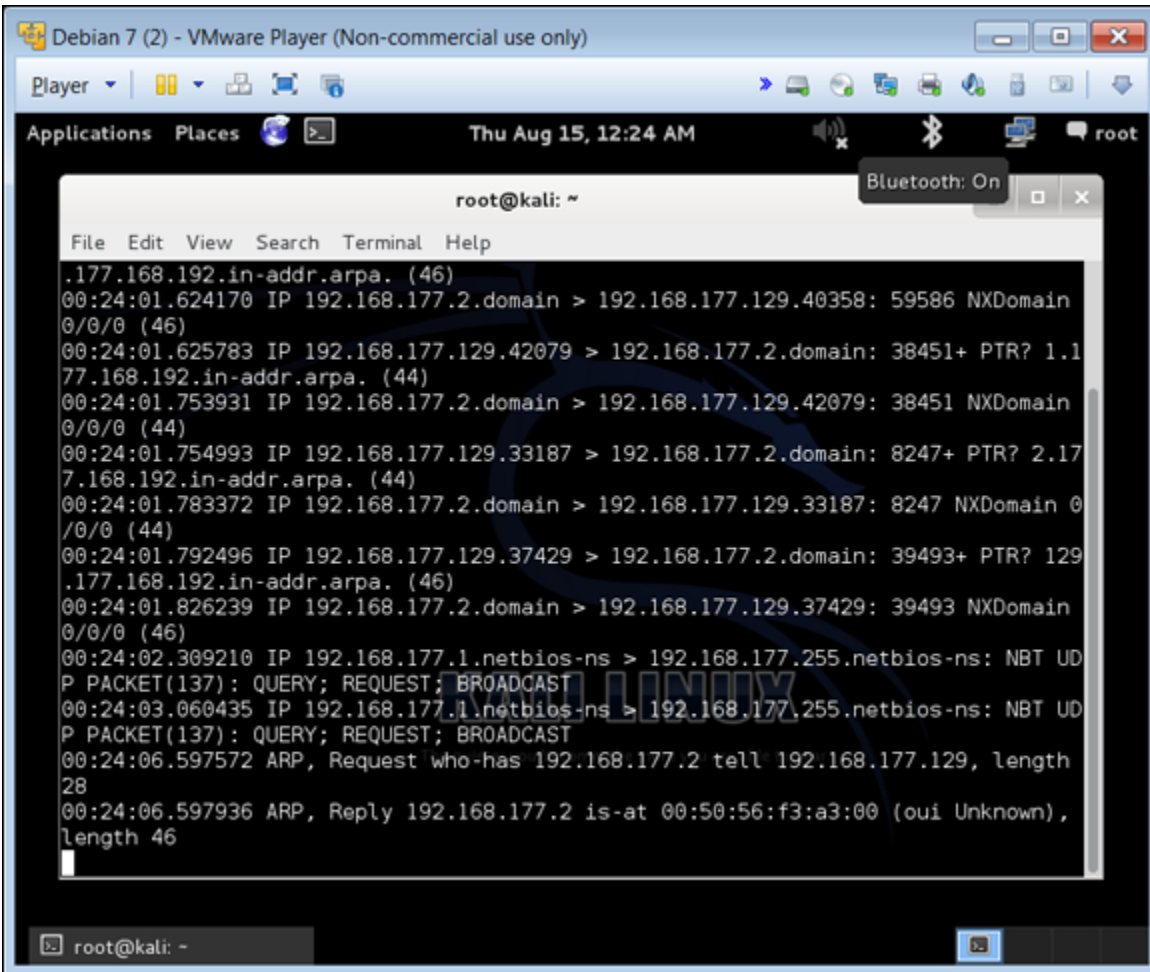 Debian 7 (2) - VMware Player (Non-commercial use only)
Player
Applications Places Thu Aug 15, 12:24 AM root
Bluetooth: On
root@kali: ~
File Edit View Search Terminal Help
.177.168.192.in-addr.arpa. (46)
00:24:01.624170 IP 192.168.177.2.domain > 192.168.177.129.40358: 59586 NXDomain
0/0/0 (46)
00:24:01.625783 IP 192.168.177.129.42079 > 192.168.177.2.domain: 38451+ PTR? 1.1
77.168.192.in-addr.arpa. (44)
00:24:01.753931 IP 192.168.177.2.domain > 192.168.177.129.42079: 38451 NXDomain
0/0/0 (44)
00:24:01.754993 IP 192.168.177.129.33187 > 192.168.177.2.domain: 8247+ PTR? 2.17
7.168.192.in-addr.arpa. (44)
00:24:01.783372 IP 192.168.177.2.domain > 192.168.177.129.33187: 8247 NXDomain 0
/0/0 (44)
00:24:01.792496 IP 192.168.177.129.37429 > 192.168.177.2.domain: 39493+ PTR? 129
.177.168.192.in-addr.arpa. (46)
00:24:01.826239 IP 192.168.177.2.domain > 192.168.177.129.37429: 39493 NXDomain
0/0/0 (46)
00:24:02.309210 IP 192.168.177.1.netbios-ns > 192.168.177.255.netbios-ns: NBT UD
P PACKET(137): QUERY; REQUEST; BROADCAST
00:24:03.060435 IP 192.168.177.1.netbios-ns > 192.168.177.255.netbios-ns: NBT UD
P PACKET(137): QUERY; REQUEST; BROADCAST
00:24:06.597572 ARP, Request who-has 192.168.177.2 tell 192.168.177.129, length
28
00:24:06.597936 ARP, Reply 192.168.177.2 is-at 00:50:56:f3:a3:00 (oui Unknown),
length 46
KALI LINUX
root@kali: ~